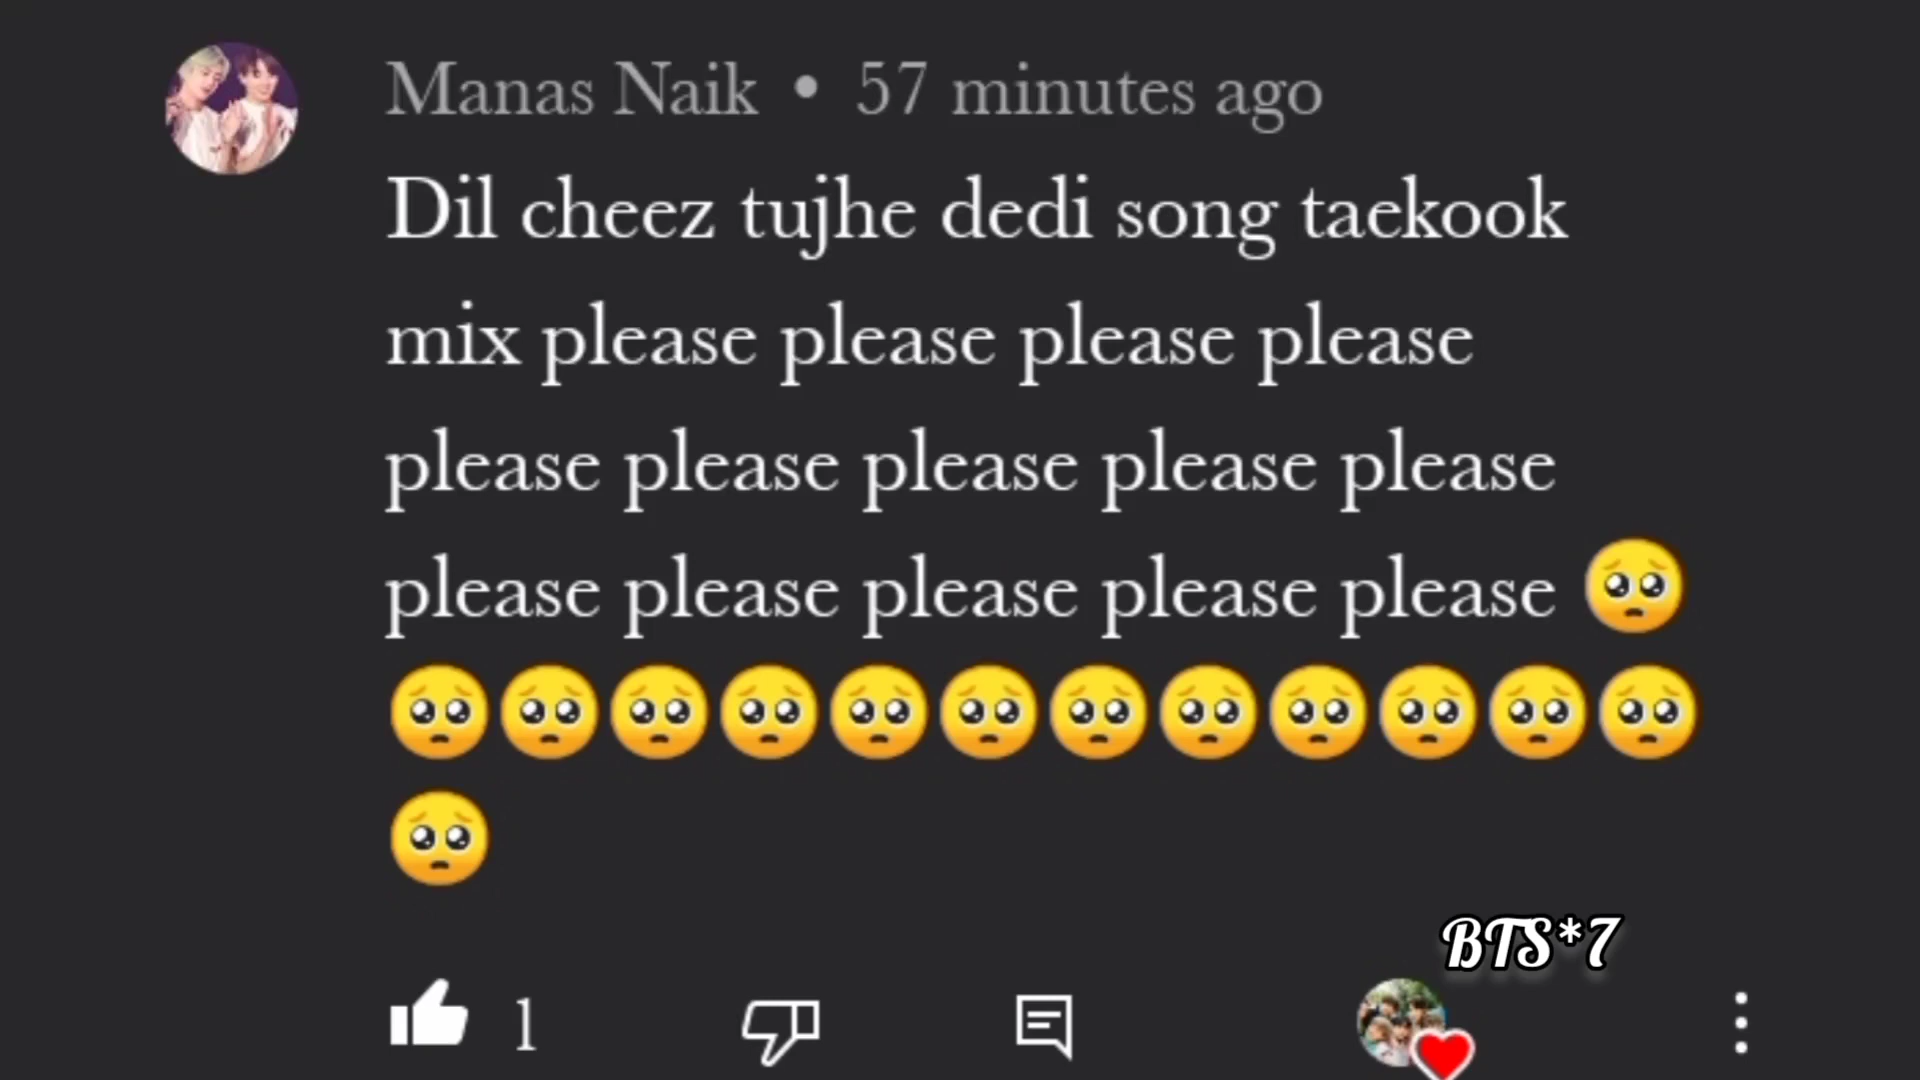 Manas Naik • 57 minutes ago
Dil cheez tujhe dedi song taekook
mix please please please please
please please please please please
please please please please please 🥺
🥺🥺🥺🥺🥺🥺🥺🥺🥺🥺🥺🥺
🥺
BTS*7
1